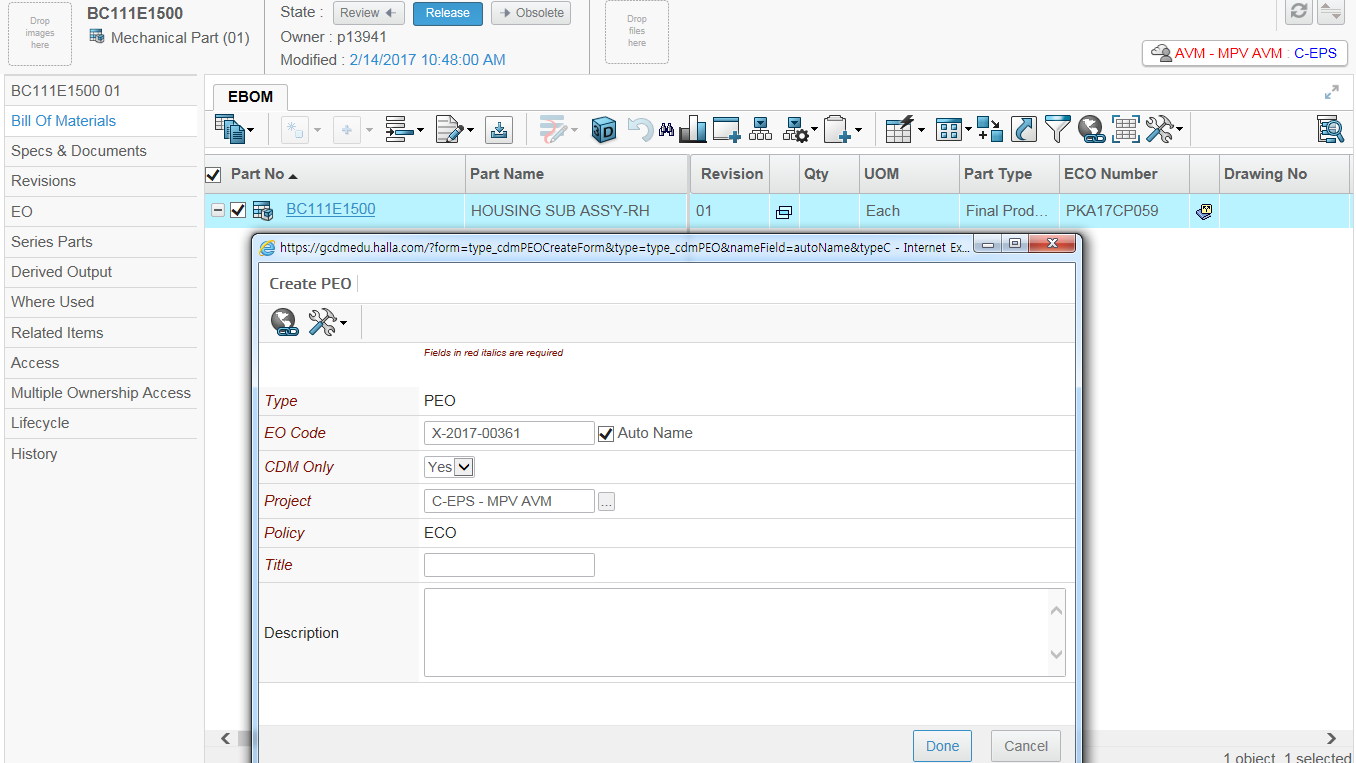 Drop
images
here
BC111E1500
Mechanical Part (01)
State :
Review
Release
Obsolete
Owner : p13941
Modified : 2/14/2017 10:48:00 AM
Drop
files
here
AVM - MPV AVM : C-EPS
BC111E1500 01
Bill Of Materials
Specs & Documents
Revisions
EO
Series Parts
Derived Output
Where Used
Related Items
Access
Multiple Ownership Access
Lifecycle
History
EBOM
Part No Part Name Revision Qty UOM Part Type ECO Number Drawing No
BC111E1500 HOUSING SUB ASS'Y-RH 01 Each Final Prod... PKA17CP059
https://gcdmedu.halla.com/?form=type_cdmPEOCreateForm&type=type_cdmPEO&nameField=autoName&typeC - Internet Ex...
Create PEO
Fields in red italics are required
Type PEO
EO Code X-2017-00361 Auto Name
CDM Only Yes
Project C-EPS - MPV AVM ...
Policy ECO
Title
Description
Done Cancel
1 object, 1 selected